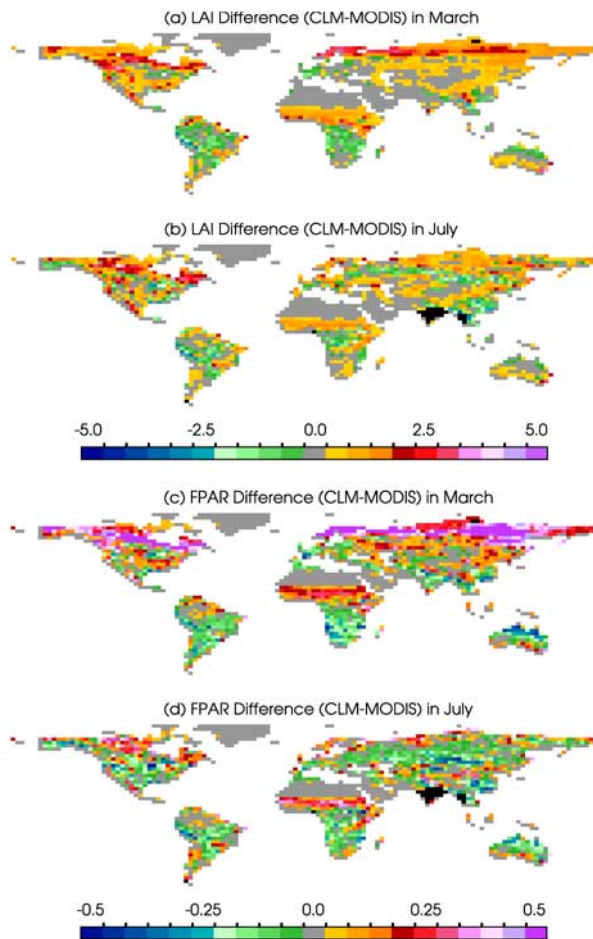 (a) LAI Difference (CLM-MODIS) in March
(b) LAI Difference (CLM-MODIS) in July
-5.0 -2.5 0.0 2.5 5.0
(c) FPAR Difference (CLM-MODIS) in March
(d) FPAR Difference (CLM-MODIS) in July
-0.5 -0.25 0.0 0.25 0.5